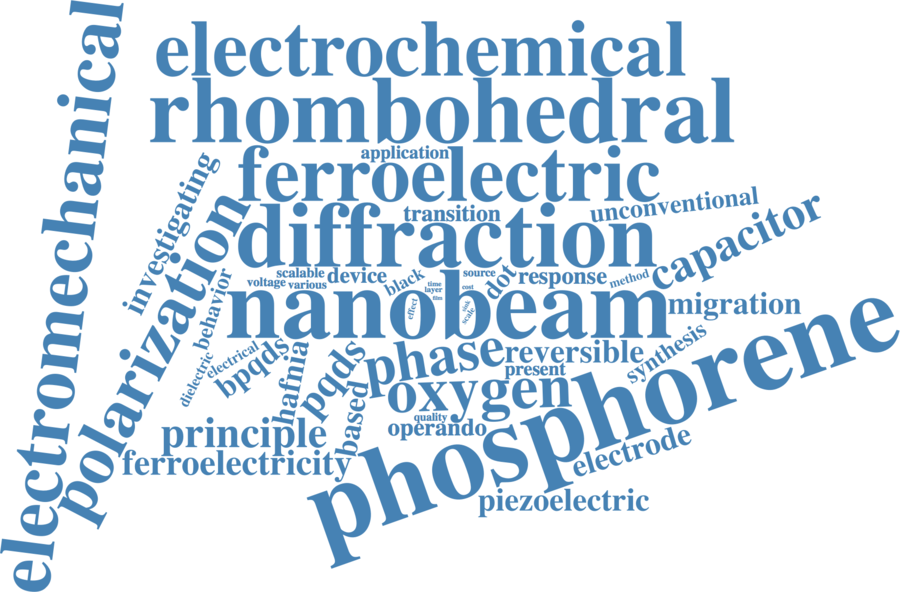 electromechanical
electrochemical
rhombohedral
application
ferroelectric
investigating
transition
unconventional
polarization
diffraction
capacitor
scalable
device
black
time
source
dot
response
method
voltage
various
layer
cost
behavior
film
effect
sink
scale
nanobeam
migration
dielectric
electrical
bpqds
hafnia
pqds
phase
reversible
synthesis
present
oxygen
phosphorene
based
quality
operando
principle
ferroelectricity
electrode
piezoelectric